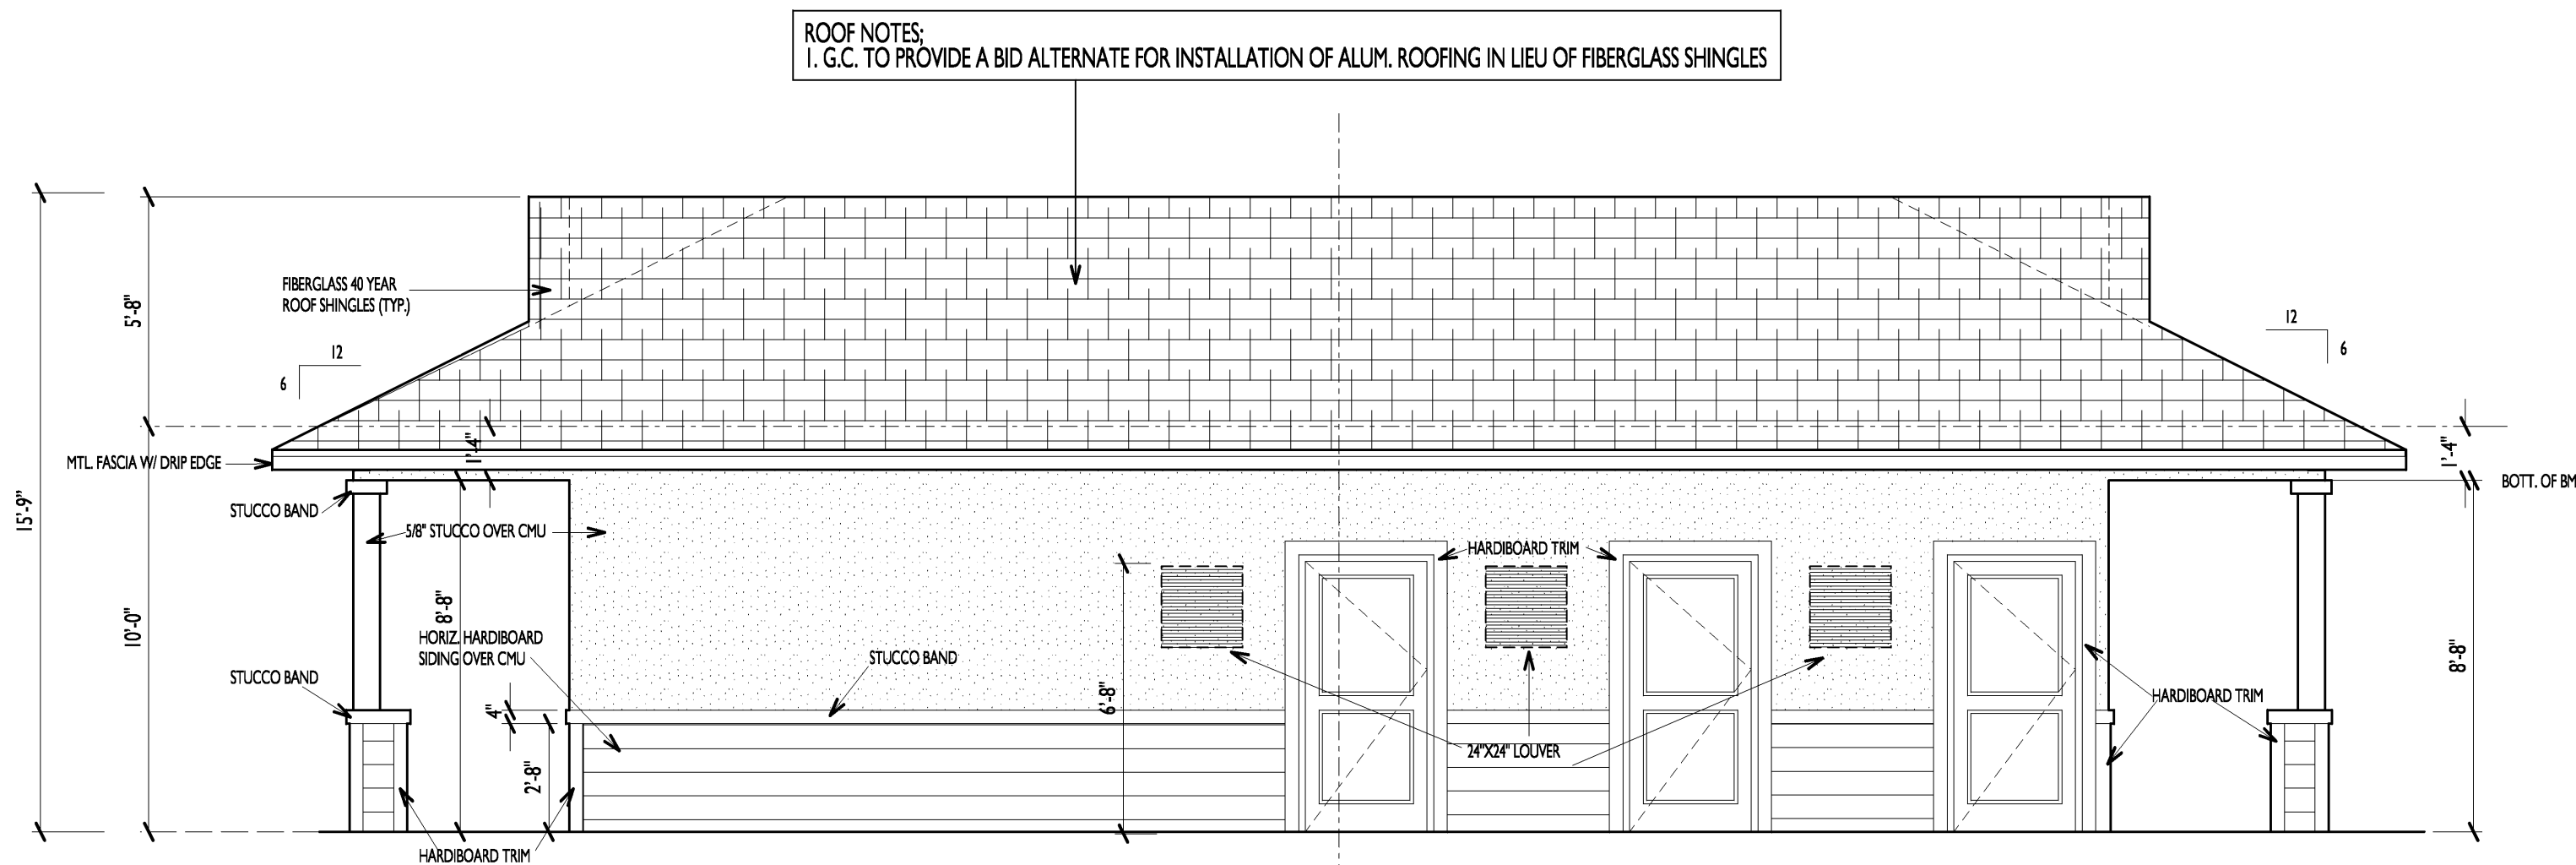 ROOF NOTES;
1. G.C. TO PROVIDE A BID ALTERNATE FOR INSTALLATION OF ALUM. ROOFING IN LIEU OF FIBERGLASS SHINGLES
FIBERGLASS 40 YEAR
ROOF SHINGLES (TYP.)
5'-8"
12
6
12
6
1'-4"
1'-4"
MTL. FASCIA W/ DRIP EDGE
BOTT. OF BM
15'-9"
STUCCO BAND
5/8" STUCCO OVER CMU
HARDIBOARD TRIM
10'-0"
8'-8"
HORIZ. HARDIBOARD
SIDING OVER CMU
STUCCO BAND
8'-8"
STUCCO BAND
4"
6'-8"
HARDIBOARD TRIM
24"X24" LOUVER
2'-8"
HARDIBOARD TRIM